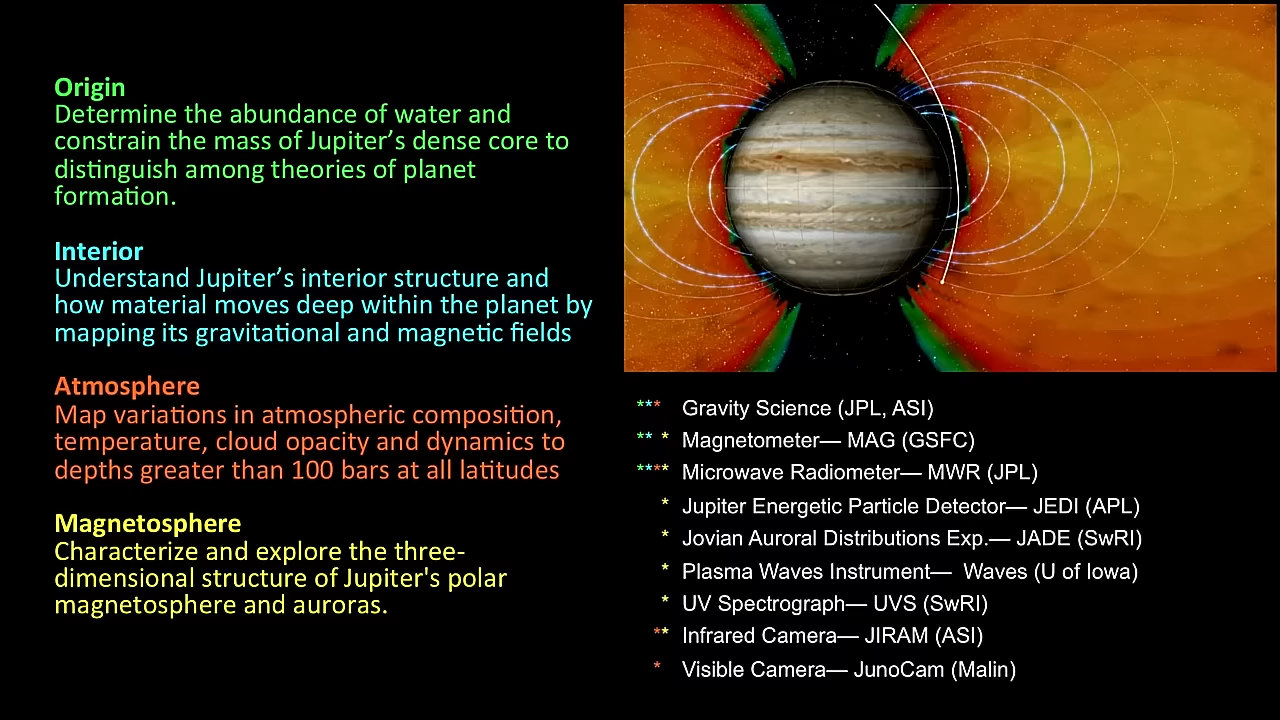 Origin
Determine the abundance of water and
constrain the mass of Jupiter’s dense core to
distinguish among theories of planet
formation.
Interior
Understand Jupiter’s interior structure and
how material moves deep within the planet by
mapping its gravitational and magnetic fields
Atmosphere
Map variations in atmospheric composition,
temperature, cloud opacity and dynamics to
depths greater than 100 bars at all latitudes
Magnetosphere
Characterize and explore the three-
dimensional structure of Jupiter's polar
magnetosphere and auroras.
*** Gravity Science (JPL, ASI)
** * Magnetometer— MAG (GSFC)
**** Microwave Radiometer— MWR (JPL)
* Jupiter Energetic Particle Detector— JEDI (APL)
* Jovian Auroral Distributions Exp.— JADE (SwRI)
* Plasma Waves Instrument— Waves (U of Iowa)
* UV Spectrograph— UVS (SwRI)
** Infrared Camera— JIRAM (ASI)
* Visible Camera— JunoCam (Malin)